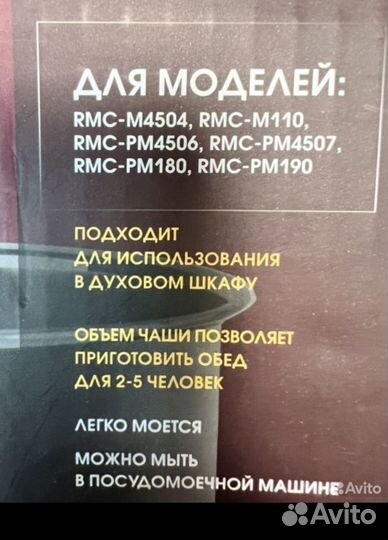 ДЛЯ МОДЕЛЕЙ:
RMC-M4504, RMC-M110,
RMC-PM4506, RMC-PM4507,
RMC-PM180, RMC-PM190
ПОДХОДИТ
ДЛЯ ИСПОЛЬЗОВАНИЯ
В ДУХОВОМ ШКАФУ
ОБЪЕМ ЧАШИ ПОЗВОЛЯЕТ
ПРИГОТОВИТЬ ОБЕД
ДЛЯ 2-5 ЧЕЛОВЕК
ЛЕГКО МОЕТСЯ
МОЖНО МЫТЬ
В ПОСУДОМОЕЧНОЙ МАШИНЕ
Avito
Avito